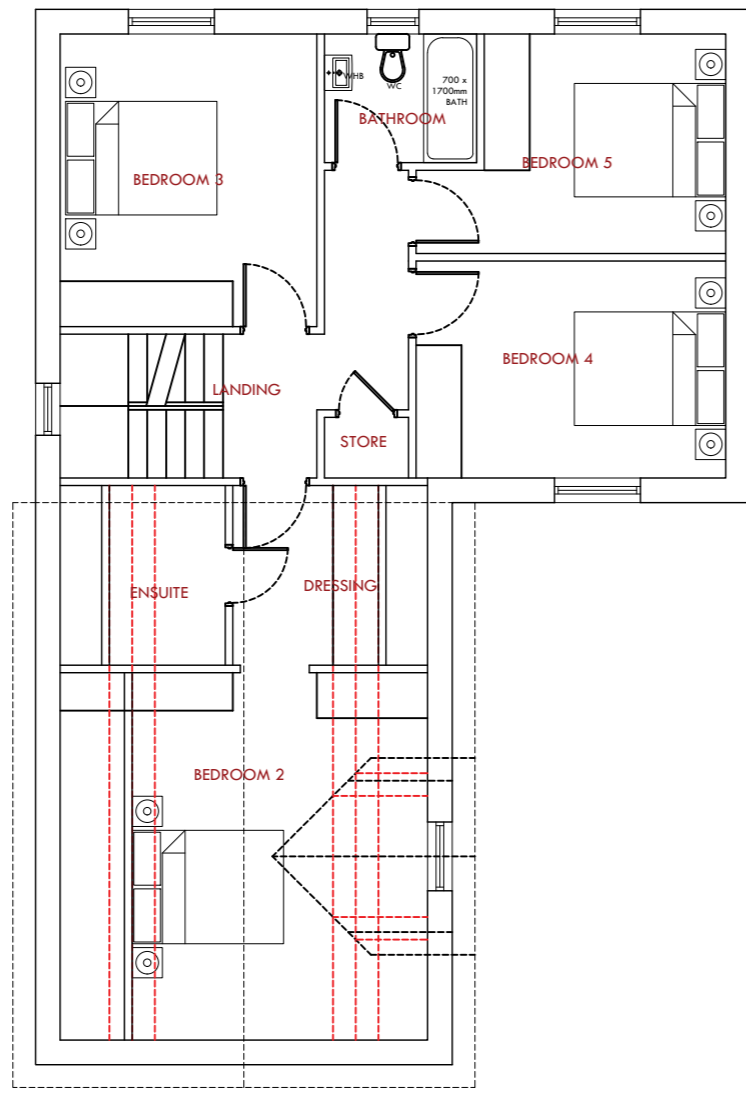 WHB
WC
700 x
1700mm
BATH
BATHROOM
BEDROOM 3
BEDROOM 5
BEDROOM 4
LANDING
STORE
ENSUITE
DRESSING
BEDROOM 2